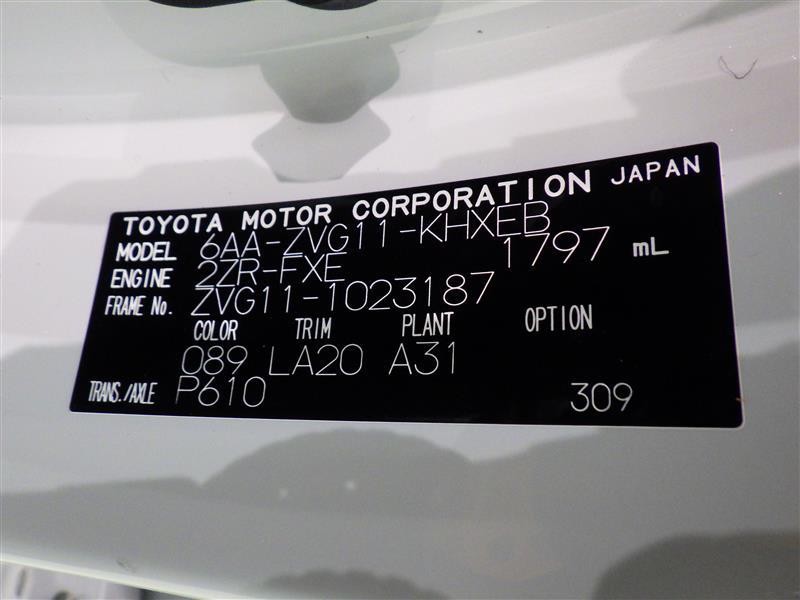 TOYOTA MOTOR CORPORATION JAPAN
MODEL 6AA-ZVG11-KHXEB
ENGINE 2ZR-FXE 1797 mL
FRAME No. ZVG11-1023187
COLOR TRIM PLANT OPTION
089 LA20 A31
TRANS./AXLE P610 309